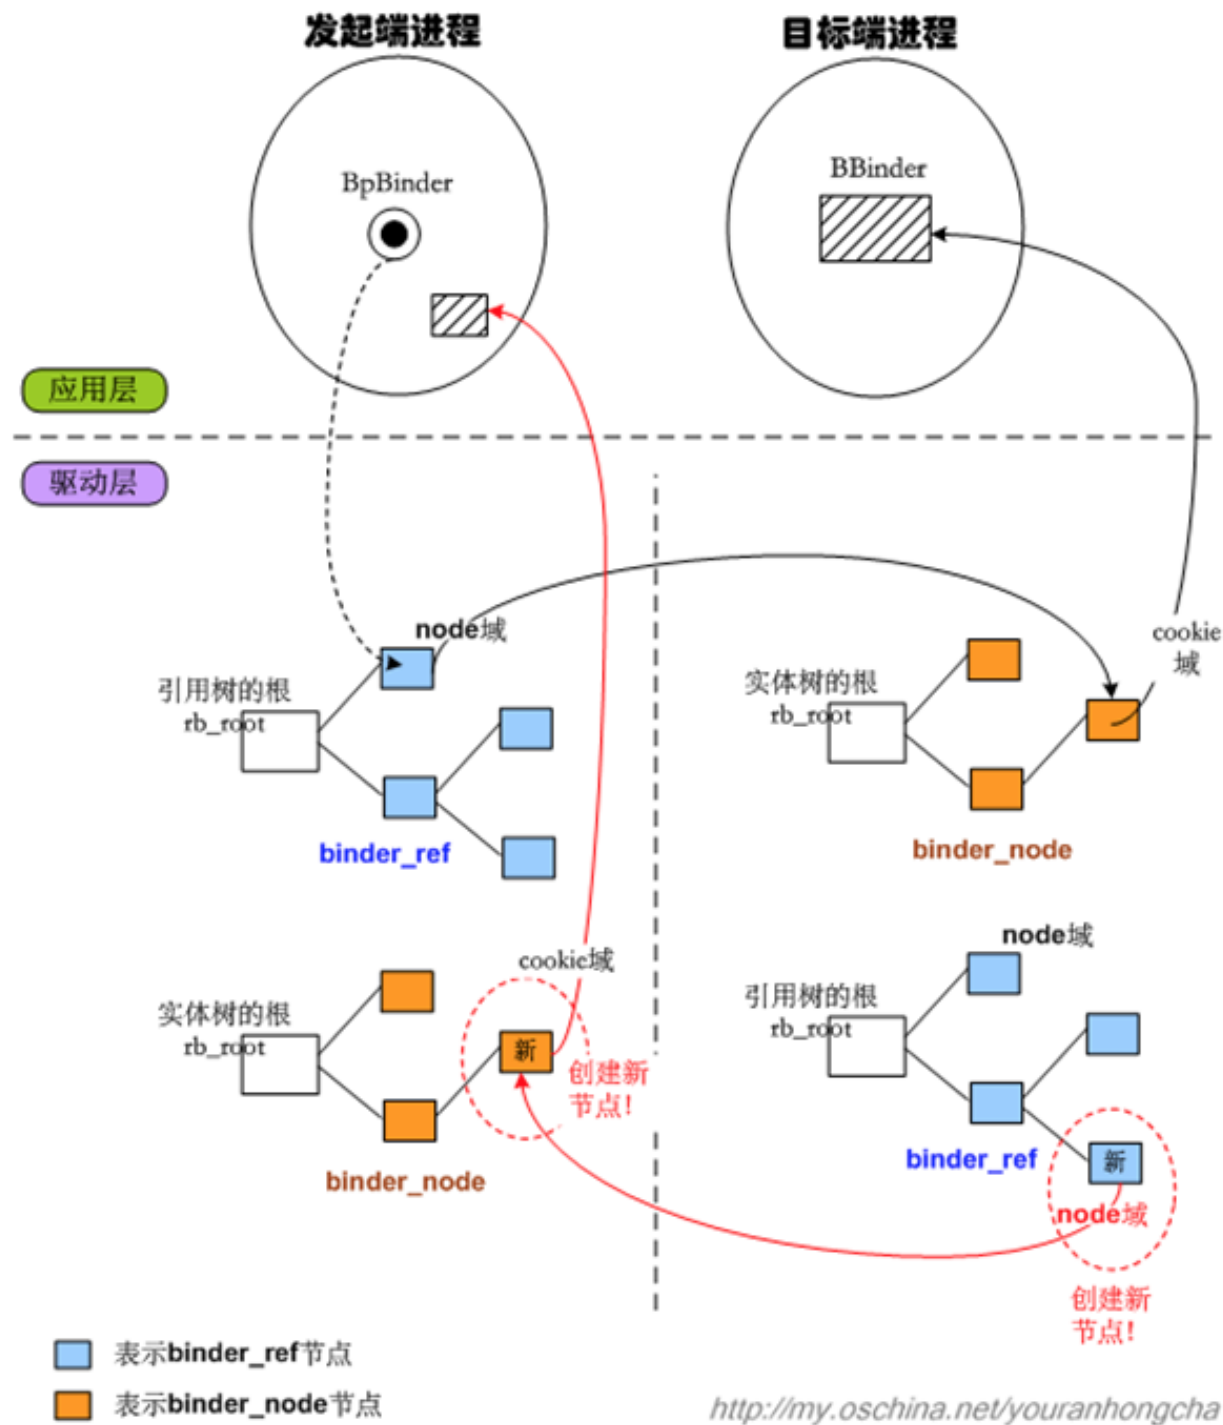 发起端进程
目标端进程
BpBinder
BBinder
应用层
驱动层
node域
cookie
域
引用树的根
rb_root
实体树的根
rb_root
binder_ref
binder_node
node域
cookie域
实体树的根
rb_root
新
创建新
节点!
引用树的根
rb_root
binder_node
binder_ref
新
node域
创建新
节点!
表示binder_ref节点
表示binder_node节点
http://my.oschina.net/youranhongcha